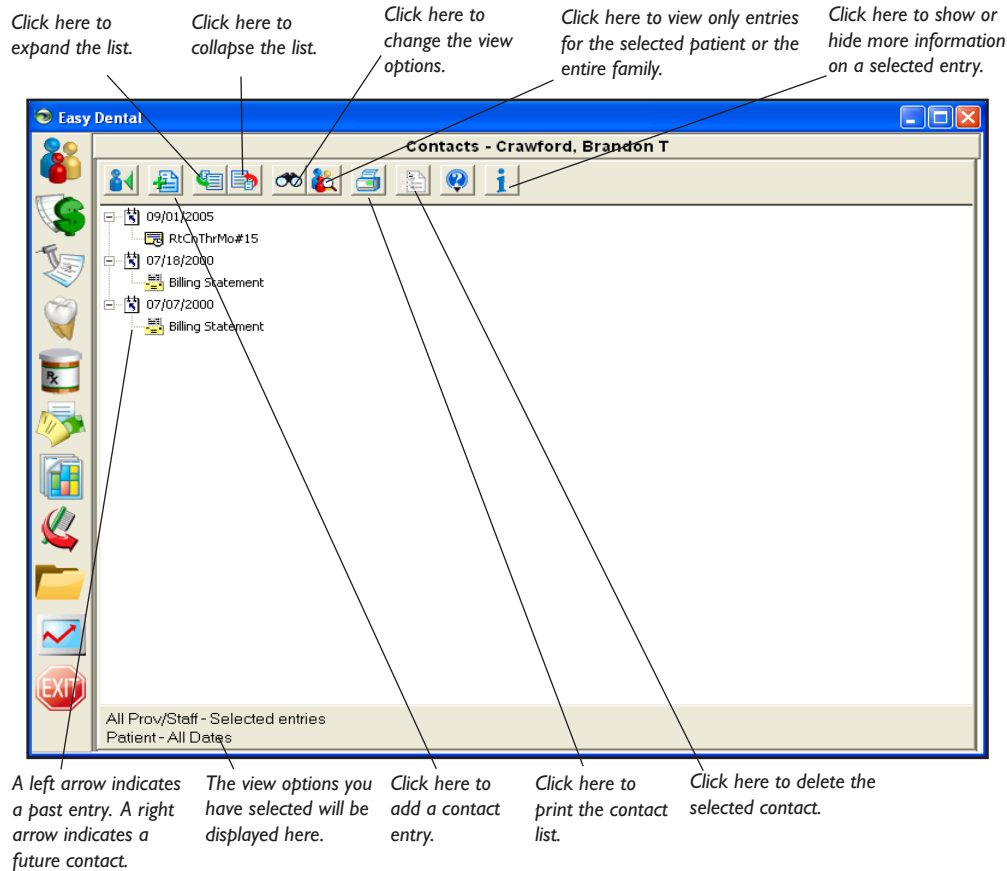 Click here to
expand the list.
Click here to
collapse the list.
Click here to
change the view
options.
Click here to view only entries
for the selected patient or the
entire family.
Click here to show or
hide more information
on a selected entry.
Easy Dental
Contacts - Crawford, Brandon T
09/01/2005
RtCnThrMo#15
07/18/2000
Billing Statement
07/07/2000
Billing Statement
Rx
EXIT
All Prov/Staff - Selected entries
Patient - All Dates
A left arrow indicates
a past entry. A right
arrow indicates a
future contact.
The view options you
have selected will be
displayed here.
Click here to
add a contact
entry.
Click here to
print the contact
list.
Click here to delete the
selected contact.